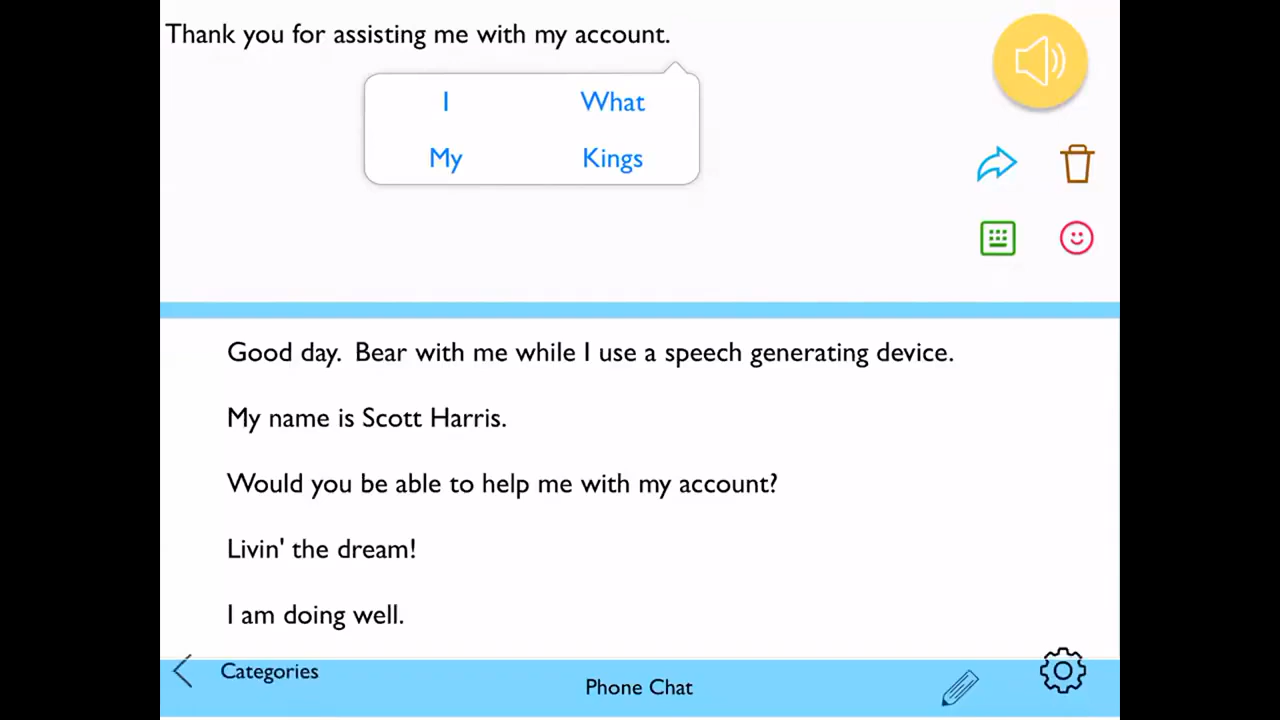 Thank you for assisting me with my account.
I What
My Kings
Good day.  Bear with me while I use a speech generating device.
My name is Scott Harris.
Would you be able to help me with my account?
Livin' the dream!
I am doing well.
Categories
Phone Chat